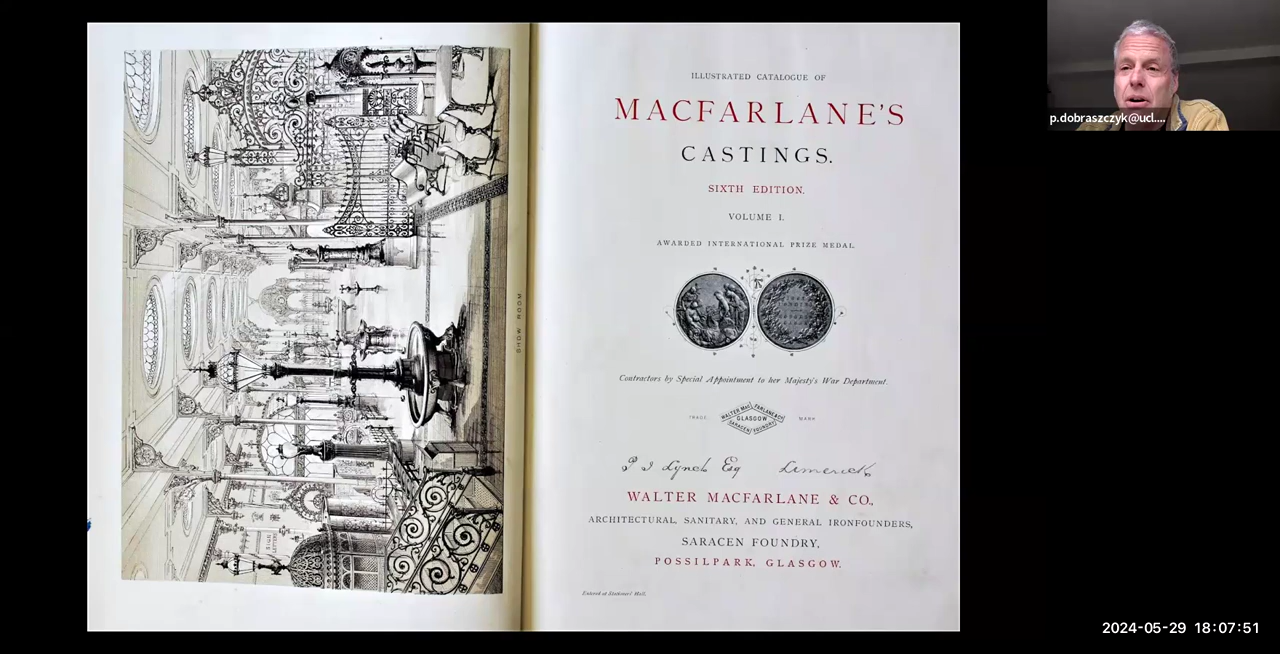 SHOW ROOM
ILLUSTRATED CATALOGUE OF
MACFARLANE'S
CASTINGS.
SIXTH EDITION.
VOLUME I.
AWARDED INTERNATIONAL PRIZE MEDAL.
Contractors by Special Appointment to her Majesty's War Department.
TRADE MARK
WALTER MACFARLANE & CO.
GLASGOW
SARACEN FOUNDRY
P J Lynch Esq Limerick
WALTER MACFARLANE & CO.,
ARCHITECTURAL, SANITARY, AND GENERAL IRONFOUNDERS,
SARACEN FOUNDRY,
POSSILPARK, GLASGOW.
Entered at Stationers' Hall.
p.dobraszczyk@ucl....
2024-05-29 18:07:51